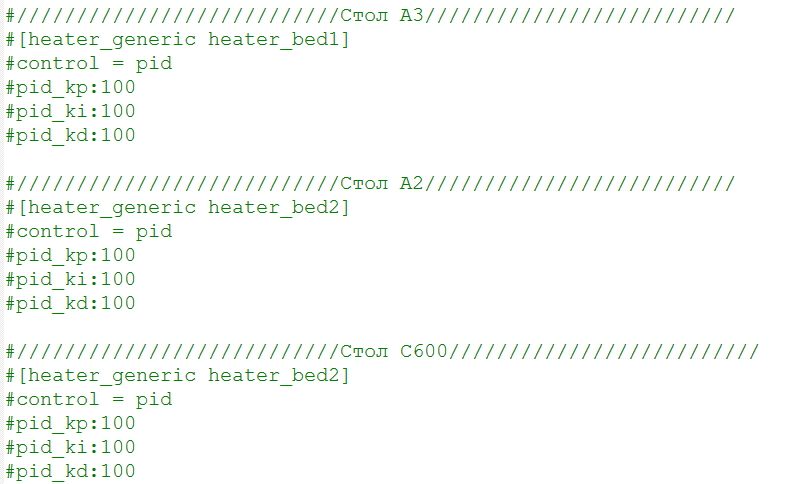 #///////////////////////////Стол А3//////////////////////////
#[heater_generic heater_bed1]
#control = pid
#pid_kp:100
#pid_ki:100
#pid_kd:100
#///////////////////////////Стол А2//////////////////////////
#[heater_generic heater_bed2]
#control = pid
#pid_kp:100
#pid_ki:100
#pid_kd:100
#///////////////////////////Стол С600//////////////////////////
#[heater_generic heater_bed2]
#control = pid
#pid_kp:100
#pid_ki:100
#pid_kd:100